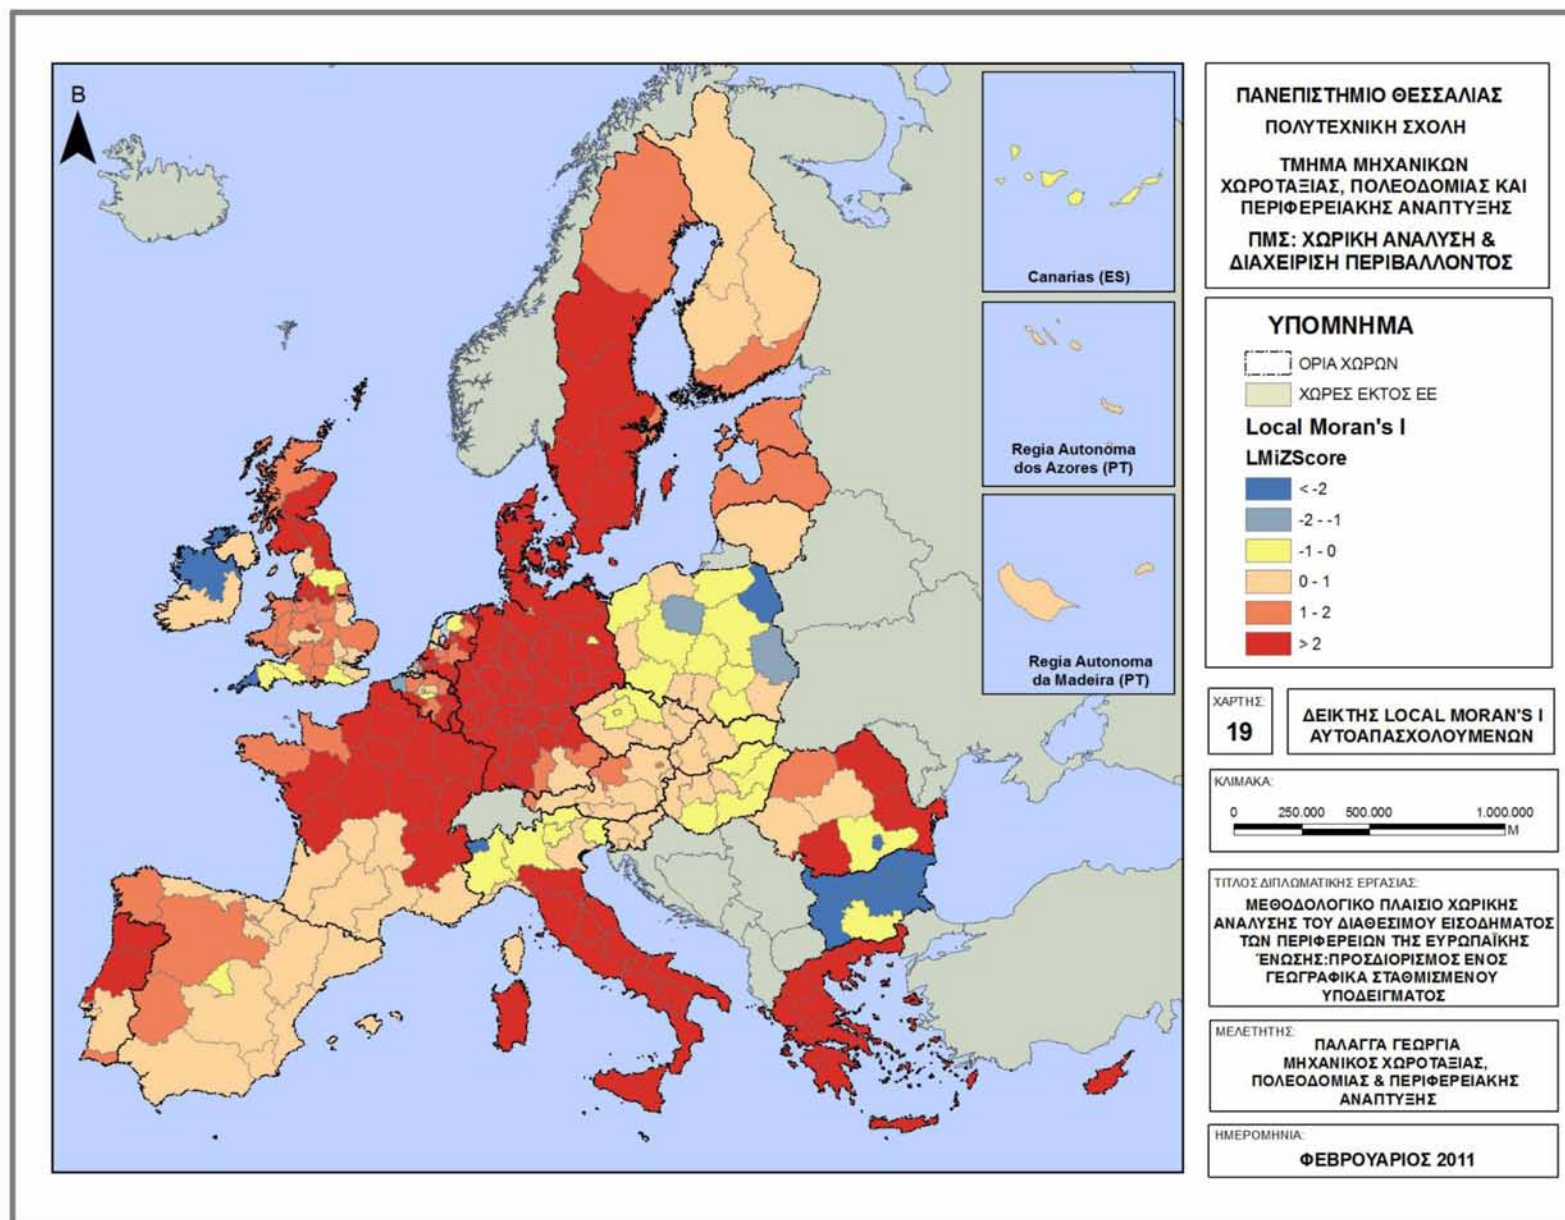 B
Canarias (ES)
Regia Autonoma
dos Azores (PT)
Regia Autonoma
da Madeira (PT)
ΠΑΝΕΠΙΣΤΗΜΙΟ ΘΕΣΣΑΛΙΑΣ
ΠΟΛΥΤΕΧΝΙΚΗ ΣΧΟΛΗ
ΤΜΗΜΑ ΜΗΧΑΝΙΚΩΝ
ΧΩΡΟΤΑΞΙΑΣ, ΠΟΛΕΟΔΟΜΙΑΣ ΚΑΙ
ΠΕΡΙΦΕΡΕΙΑΚΗΣ ΑΝΑΠΤΥΞΗΣ
ΠΜΣ: ΧΩΡΙΚΗ ΑΝΑΛΥΣΗ &
ΔΙΑΧΕΙΡΙΣΗ ΠΕΡΙΒΑΛΛΟΝΤΟΣ
ΥΠΟΜΝΗΜΑ
ΟΡΙΑ ΧΩΡΩΝ
ΧΩΡΕΣ ΕΚΤΟΣ ΕΕ
Local Moran's I
LMiZScore
< -2
-2 - -1
-1 - 0
0 - 1
1 - 2
> 2
ΧΑΡΤΗΣ:
19
ΔΕΙΚΤΗΣ LOCAL MORAN'S I
ΑΥΤΟΑΠΑΣΧΟΛΟΥΜΕΝΩΝ
ΚΛΙΜΑΚΑ:
0 250.000 500.000 1.000.000
M
ΤΙΤΛΟΣ ΔΙΠΛΩΜΑΤΙΚΗΣ ΕΡΓΑΣΙΑΣ:
ΜΕΘΟΔΟΛΟΓΙΚΟ ΠΛΑΙΣΙΟ ΧΩΡΙΚΗΣ
ΑΝΑΛΥΣΗΣ ΤΟΥ ΔΙΑΘΕΣΙΜΟΥ ΕΙΣΟΔΗΜΑΤΟΣ
ΤΩΝ ΠΕΡΙΦΕΡΕΙΩΝ ΤΗΣ ΕΥΡΩΠΑΪΚΗΣ
ΈΝΩΣΗΣ:ΠΡΟΣΔΙΟΡΙΣΜΟΣ ΕΝΟΣ
ΓΕΩΓΡΑΦΙΚΑ ΣΤΑΘΜΙΣΜΕΝΟΥ
ΥΠΟΔΕΙΓΜΑΤΟΣ
ΜΕΛΕΤΗΤΗΣ:
ΠΑΛΑΓΓΑ ΓΕΩΡΓΙΑ
ΜΗΧΑΝΙΚΟΣ ΧΩΡΟΤΑΞΙΑΣ,
ΠΟΛΕΟΔΟΜΙΑΣ & ΠΕΡΙΦΕΡΕΙΑΚΗΣ
ΑΝΑΠΤΥΞΗΣ
ΗΜΕΡΟΜΗΝΙΑ:
ΦΕΒΡΟΥΑΡΙΟΣ 2011